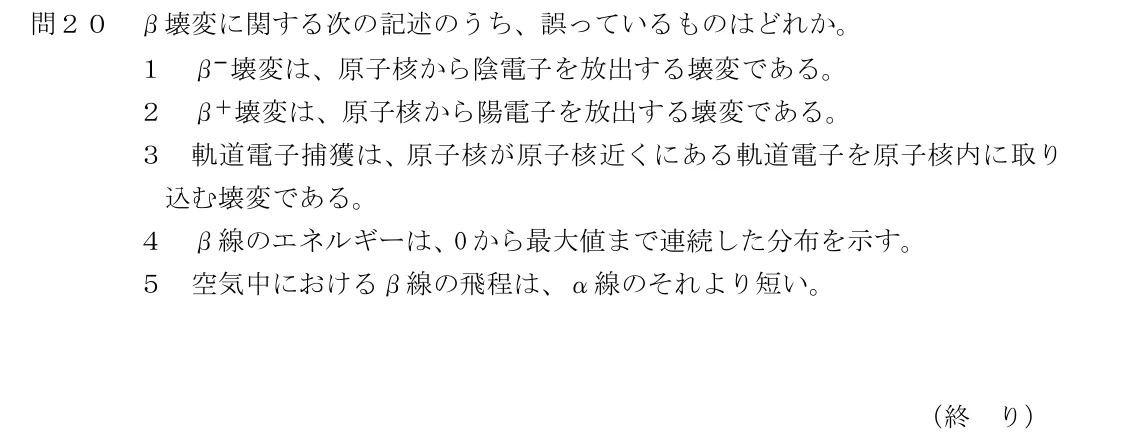 問２０　β壊変に関する次の記述のうち、誤っているものはどれか。
１　β⁻壊変は、原子核から陰電子を放出する壊変である。
２　β⁺壊変は、原子核から陽電子を放出する壊変である。
３　軌道電子捕獲は、原子核が原子核近くにある軌道電子を原子核内に取り
込む壊変である。
４　β線のエネルギーは、0から最大値まで連続した分布を示す。
５　空気中におけるβ線の飛程は、α線のそれより短い。
（終　り）